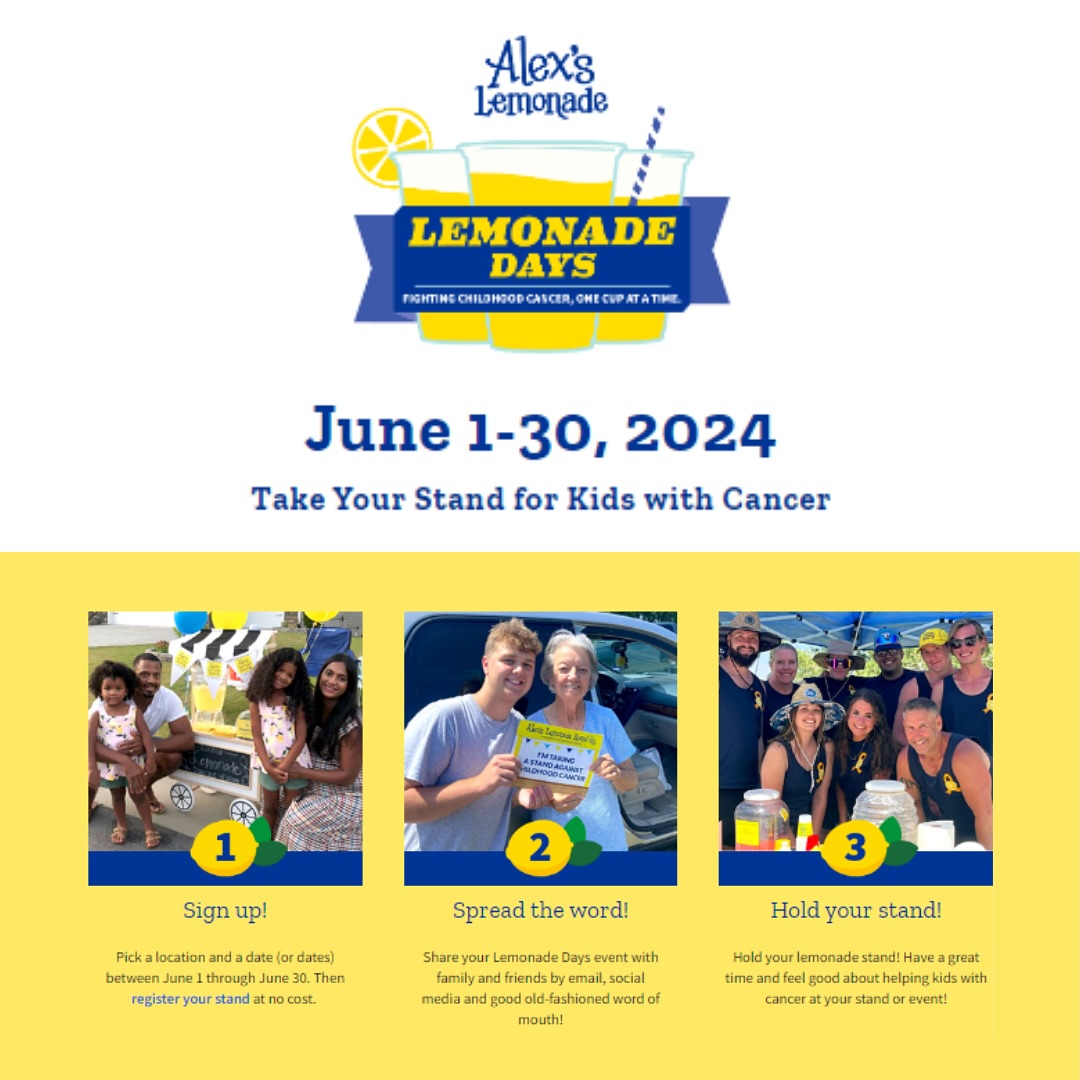 Alex's
Lemonade
LEMONADE
DAYS
FIGHTING CHILDHOOD CANCER, ONE CUP AT A TIME.
June 1-30, 2024
Take Your Stand for Kids with Cancer
Lemonade
Alex's Lemonade Stand
I'M TAKING
A STAND AGAINST
CHILDHOOD CANCER
1
2
3
Sign up!
Pick a location and a date (or dates)
between June 1 through June 30. Then
register your stand at no cost.
Spread the word!
Share your Lemonade Days event with
family and friends by email, social
media and good old-fashioned word of
mouth!
Hold your stand!
Hold your lemonade stand! Have a great
time and feel good about helping kids with
cancer at your stand or event!